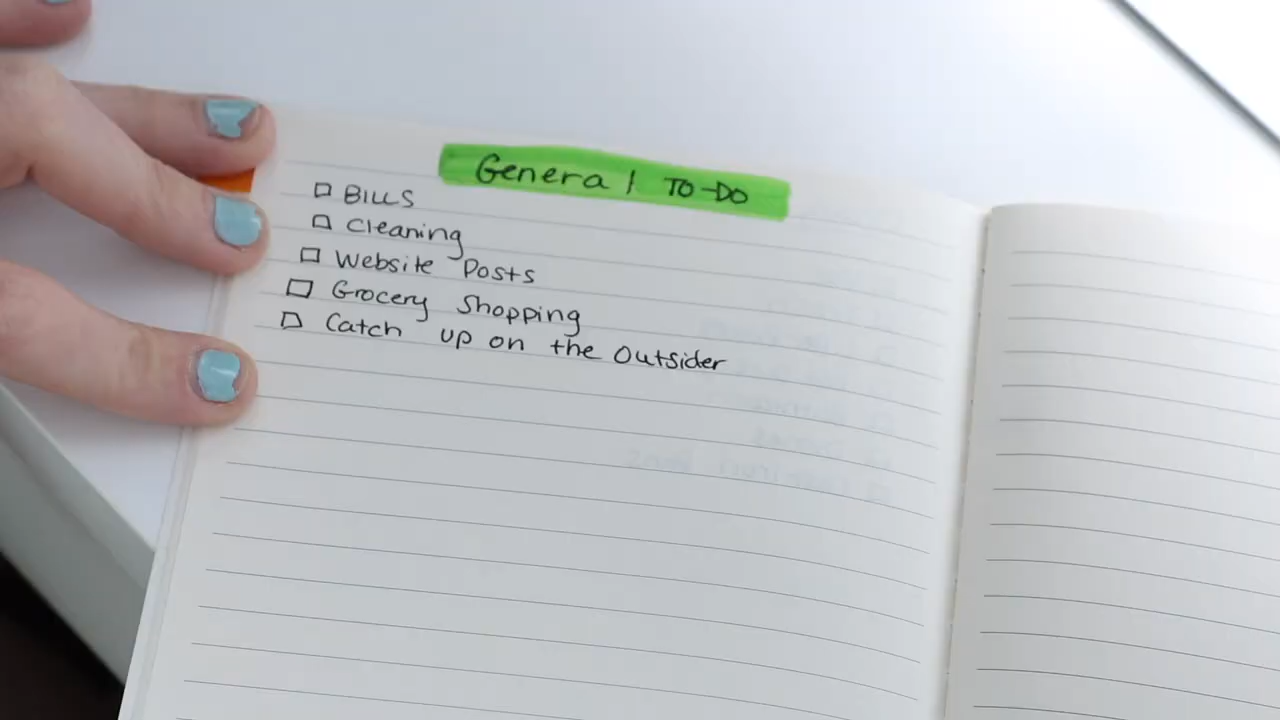 General TO-DO
BILLS
Cleaning
Website Posts
Grocery Shopping
Catch up on the Outsider